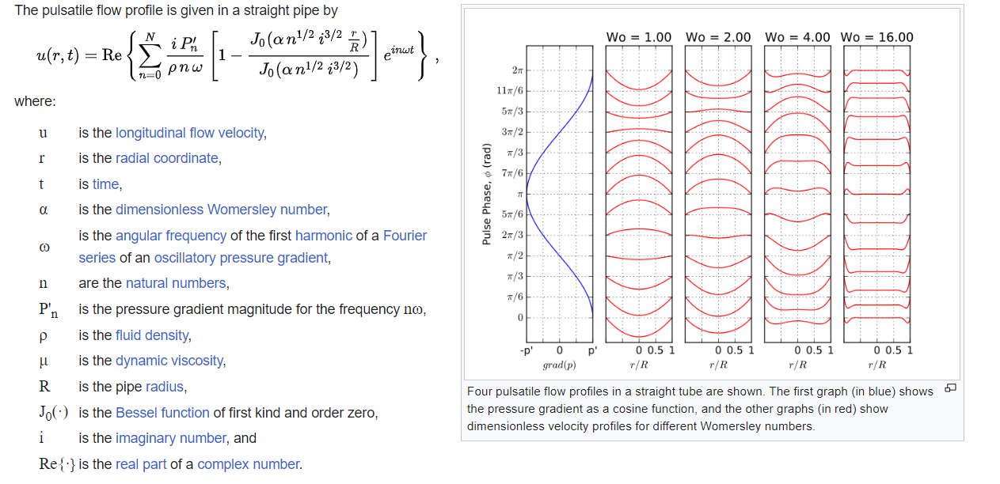 The pulsatile flow profile is given in a straight pipe by
u(r, t) = Re { ∑_{n=0}^{N} (i P′_n)/(ρ n ω) [ 1 − J_0(α n^{1/2} i^{3/2} r/R)/J_0(α n^{1/2} i^{3/2}) ] e^{inωt} } ,
where:
u is the longitudinal flow velocity,
r is the radial coordinate,
t is time,
α is the dimensionless Womersley number,
ω is the angular frequency of the first harmonic of a Fourier
series of an oscillatory pressure gradient,
n are the natural numbers,
P'_n is the pressure gradient magnitude for the frequency nω,
ρ is the fluid density,
μ is the dynamic viscosity,
R is the pipe radius,
J_0(·) is the Bessel function of first kind and order zero,
i is the imaginary number, and
Re{·} is the real part of a complex number.
Wo = 1.00 Wo = 2.00 Wo = 4.00 Wo = 16.00
Pulse Phase, ϕ (rad)
2π
11π/6
5π/3
3π/2
π/3
7π/6
π
5π/6
2π/3
π/2
π/3
π/6
0
-p' 0 p' 0 0.5 1 0 0.5 1 0 0.5 1 0 0.5 1
grad(p) r/R r/R r/R r/R
Four pulsatile flow profiles in a straight tube are shown. The first graph (in blue) shows
the pressure gradient as a cosine function, and the other graphs (in red) show
dimensionless velocity profiles for different Womersley numbers.